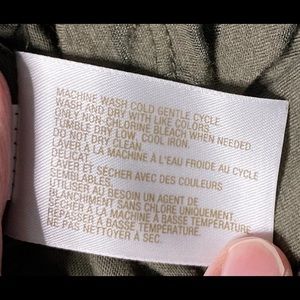 MACHINE WASH COLD GENTLE CYCLE.
WASH AND DRY WITH LIKE COLORS.
ONLY NON-CHLORINE BLEACH WHEN NEEDED.
TUMBLE DRY LOW. COOL IRON.
DO NOT DRY CLEAN.
LAVER À LA MACHINE À L'EAU FROIDE AU CYCLE
DÉLICAT.
LAVER ET SÉCHER AVEC DES COULEURS
SEMBLABLES.
UTILISER AU BESOIN UN AGENT DE
BLANCHIMENT SANS CHLORE UNIQUEMENT.
SÉCHER À LA MACHINE À BASSE TEMPÉRATURE.
REPASSER À BASSE TEMPÉRATURE.
NE PAS NETTOYER À SEC.